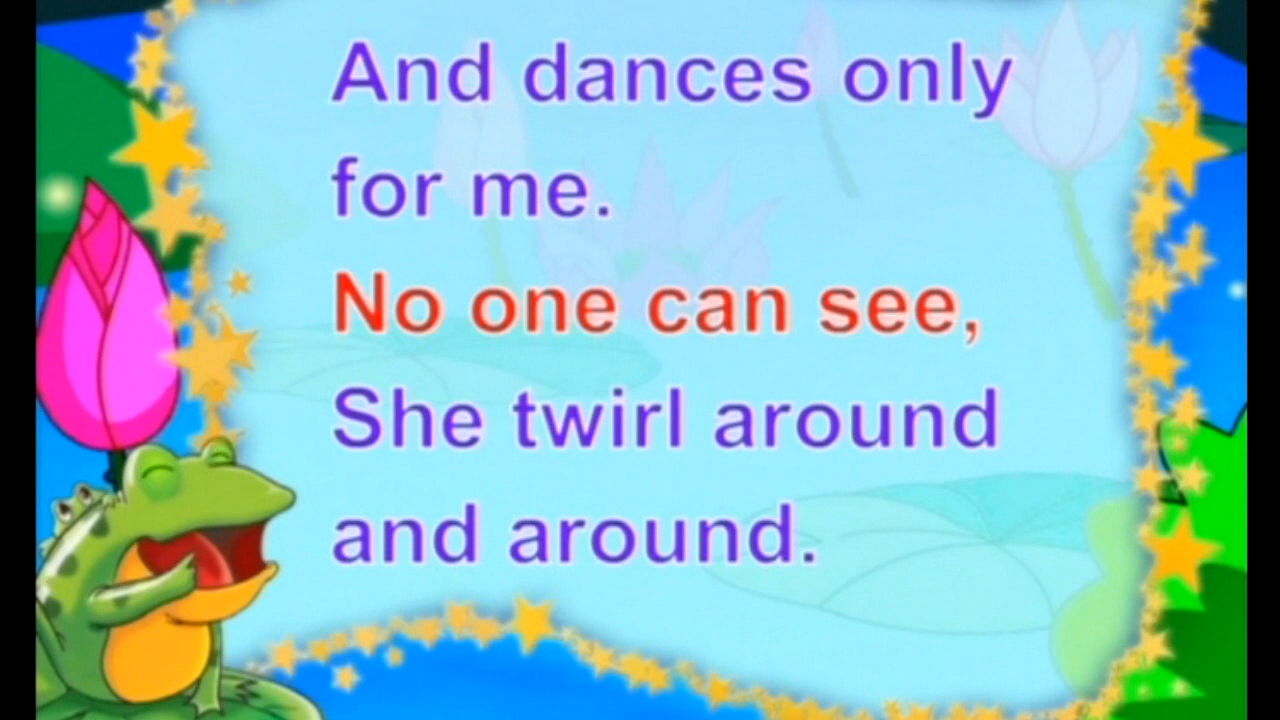 And dances only
for me.
No one can see,
She twirl around
and around.